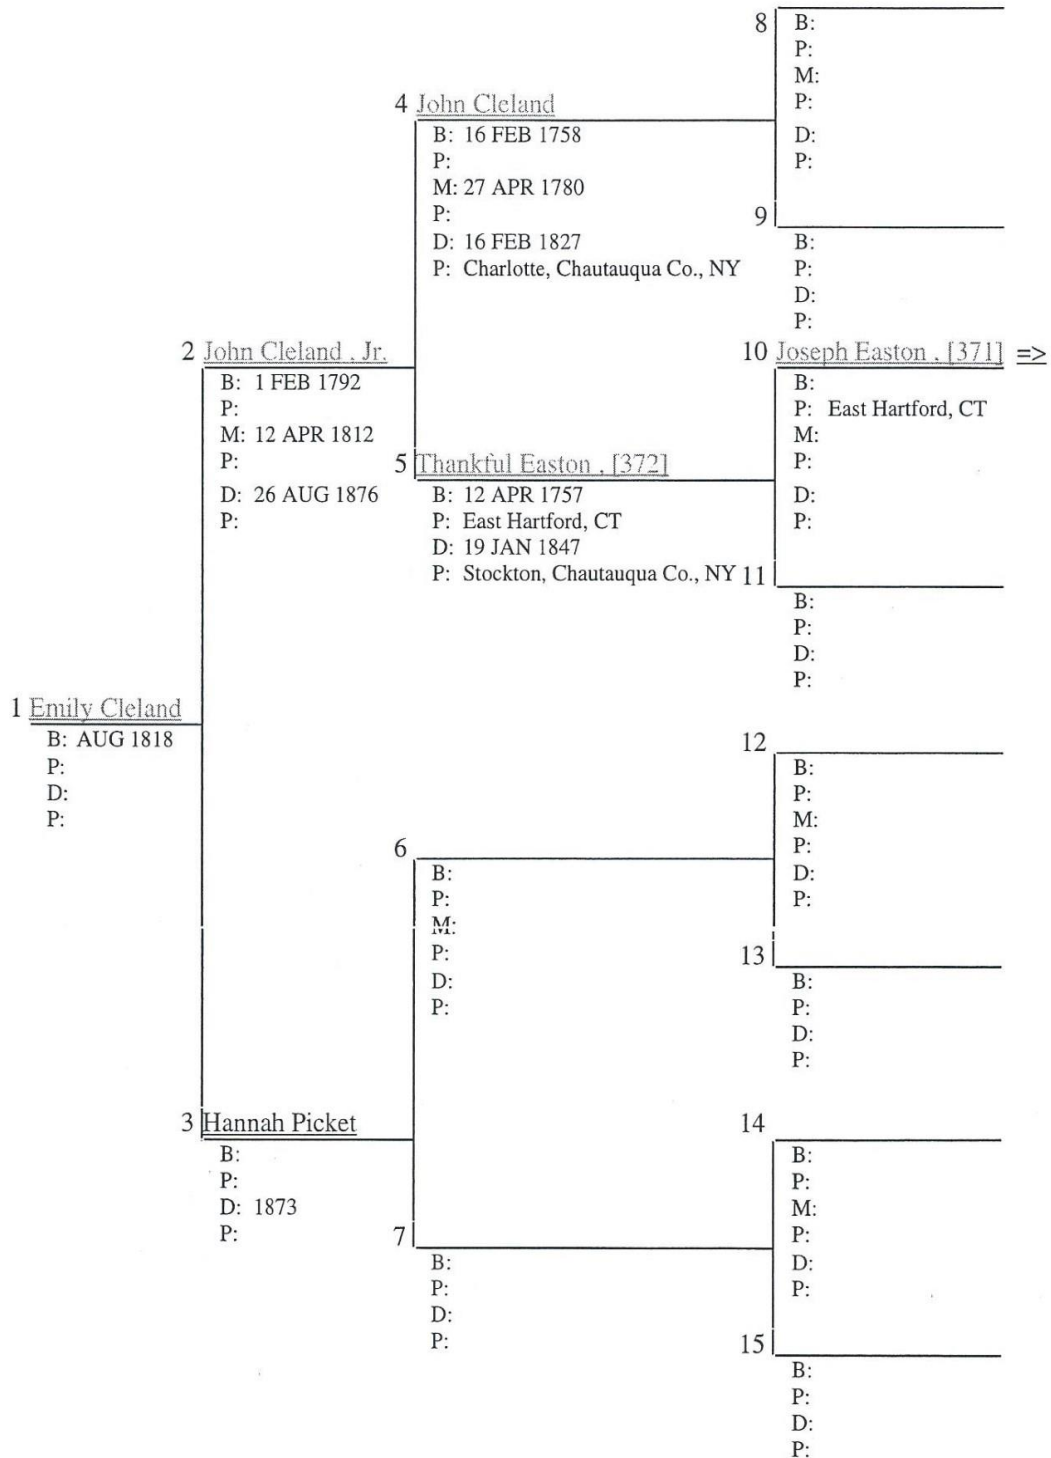 1 Emily Cleland
B: AUG 1818
P:
D:
P:
2 John Cleland , Jr.
B: 1 FEB 1792
P:
M: 12 APR 1812
P:
D: 26 AUG 1876
P:
3 Hannah Picket
B:
P:
D: 1873
P:
4 John Cleland
B: 16 FEB 1758
P:
M: 27 APR 1780
P:
D: 16 FEB 1827
P: Charlotte, Chautauqua Co., NY
5 Thankful Easton , [372]
B: 12 APR 1757
P: East Hartford, CT
D: 19 JAN 1847
P: Stockton, Chautauqua Co., NY
6
B:
P:
M:
P:
D:
P:
7
B:
P:
D:
P:
8
B:
P:
M:
P:
D:
P:
9
B:
P:
D:
P:
10 Joseph Easton , [371] =>
B:
P: East Hartford, CT
M:
P:
D:
P:
11
B:
P:
D:
P:
12
B:
P:
M:
P:
D:
P:
13
B:
P:
D:
P:
14
B:
P:
M:
P:
D:
P:
15
B:
P:
D:
P: